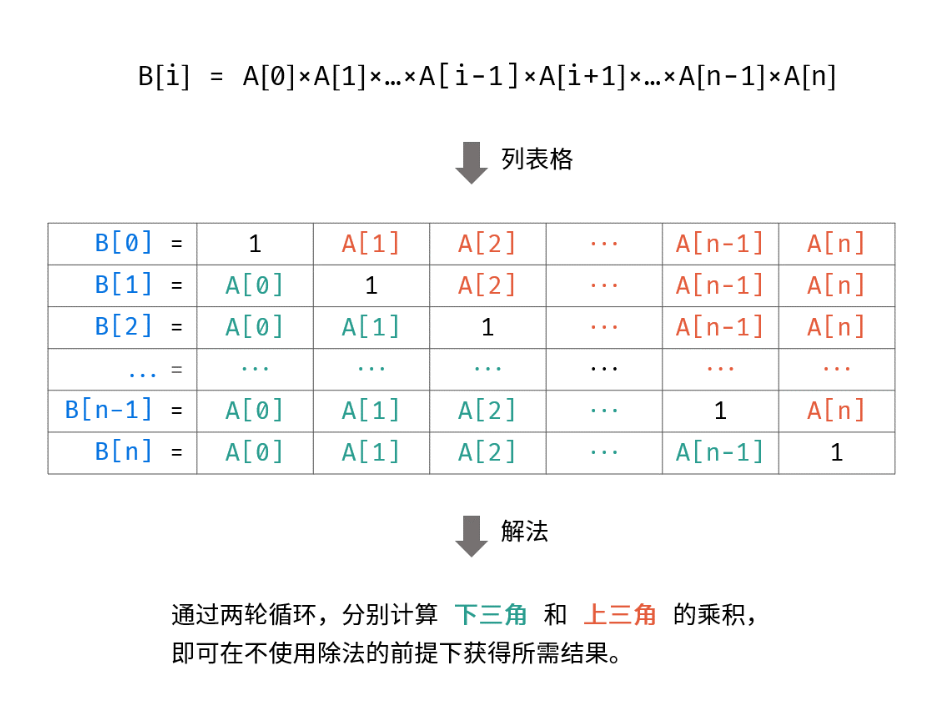 B[i] = A[0]×A[1]×…×A[i-1]×A[i+1]×…×A[n-1]×A[n]
列表格
B[0] = 1 A[1] A[2] ... A[n-1] A[n]
B[1] = A[0] 1 A[2] ... A[n-1] A[n]
B[2] = A[0] A[1] 1 ... A[n-1] A[n]
... = ... ... ... ... ... ...
B[n-1] = A[0] A[1] A[2] ... 1 A[n]
B[n] = A[0] A[1] A[2] ... A[n-1] 1
解法
通过两轮循环，分别计算 下三角 和 上三角 的乘积，
即可在不使用除法的前提下获得所需结果。